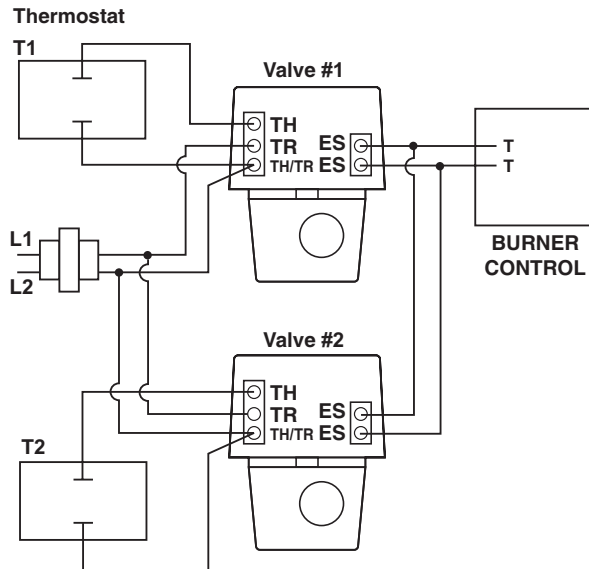 Thermostat
T1
Valve #1
TH
TR
TH/TR
ES
ES
T
T
BURNER
CONTROL
L1
L2
Valve #2
TH
TR
TH/TR
ES
ES
T2